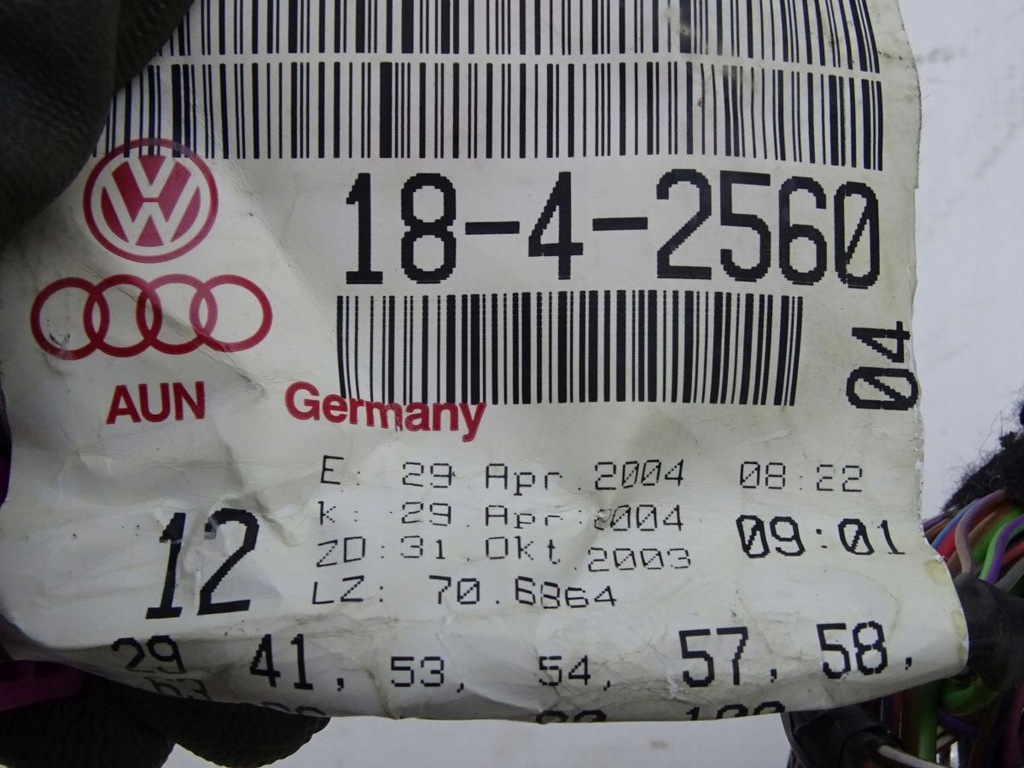 18-4-2560
04
AUN Germany
E: 29 Apr. 2004 08:22
k: 29. Apr. 2004 09:01
ZD: 31. Okt. 2003
LZ: 70.6864
12
29 41, 53, 54, 57, 58,